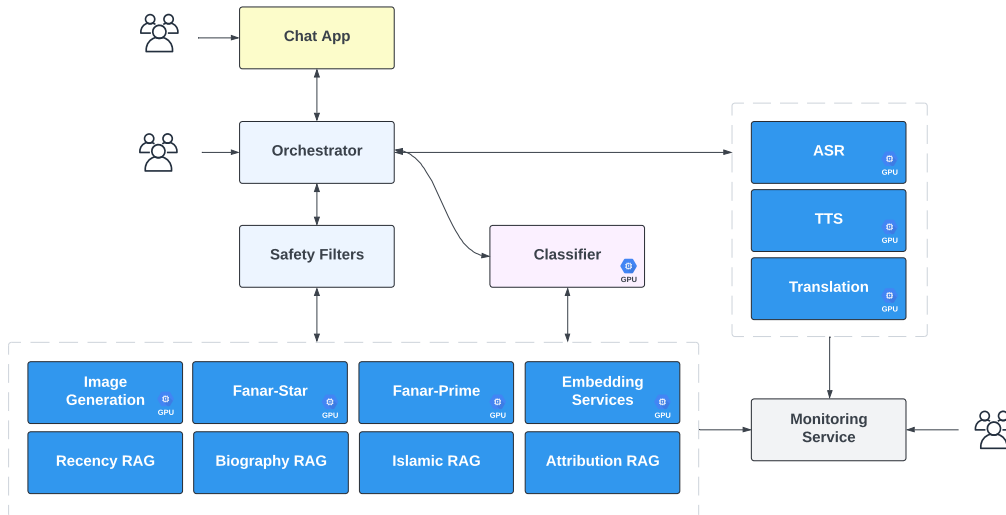 Chat App
Orchestrator
ASR
GPU
TTS
GPU
Safety Filters
Classifier
GPU
Translation
GPU
Image
Generation
GPU
Fanar-Star
GPU
Fanar-Prime
GPU
Embedding
Services
GPU
Monitoring
Service
Recency RAG
Biography RAG
Islamic RAG
Attribution RAG